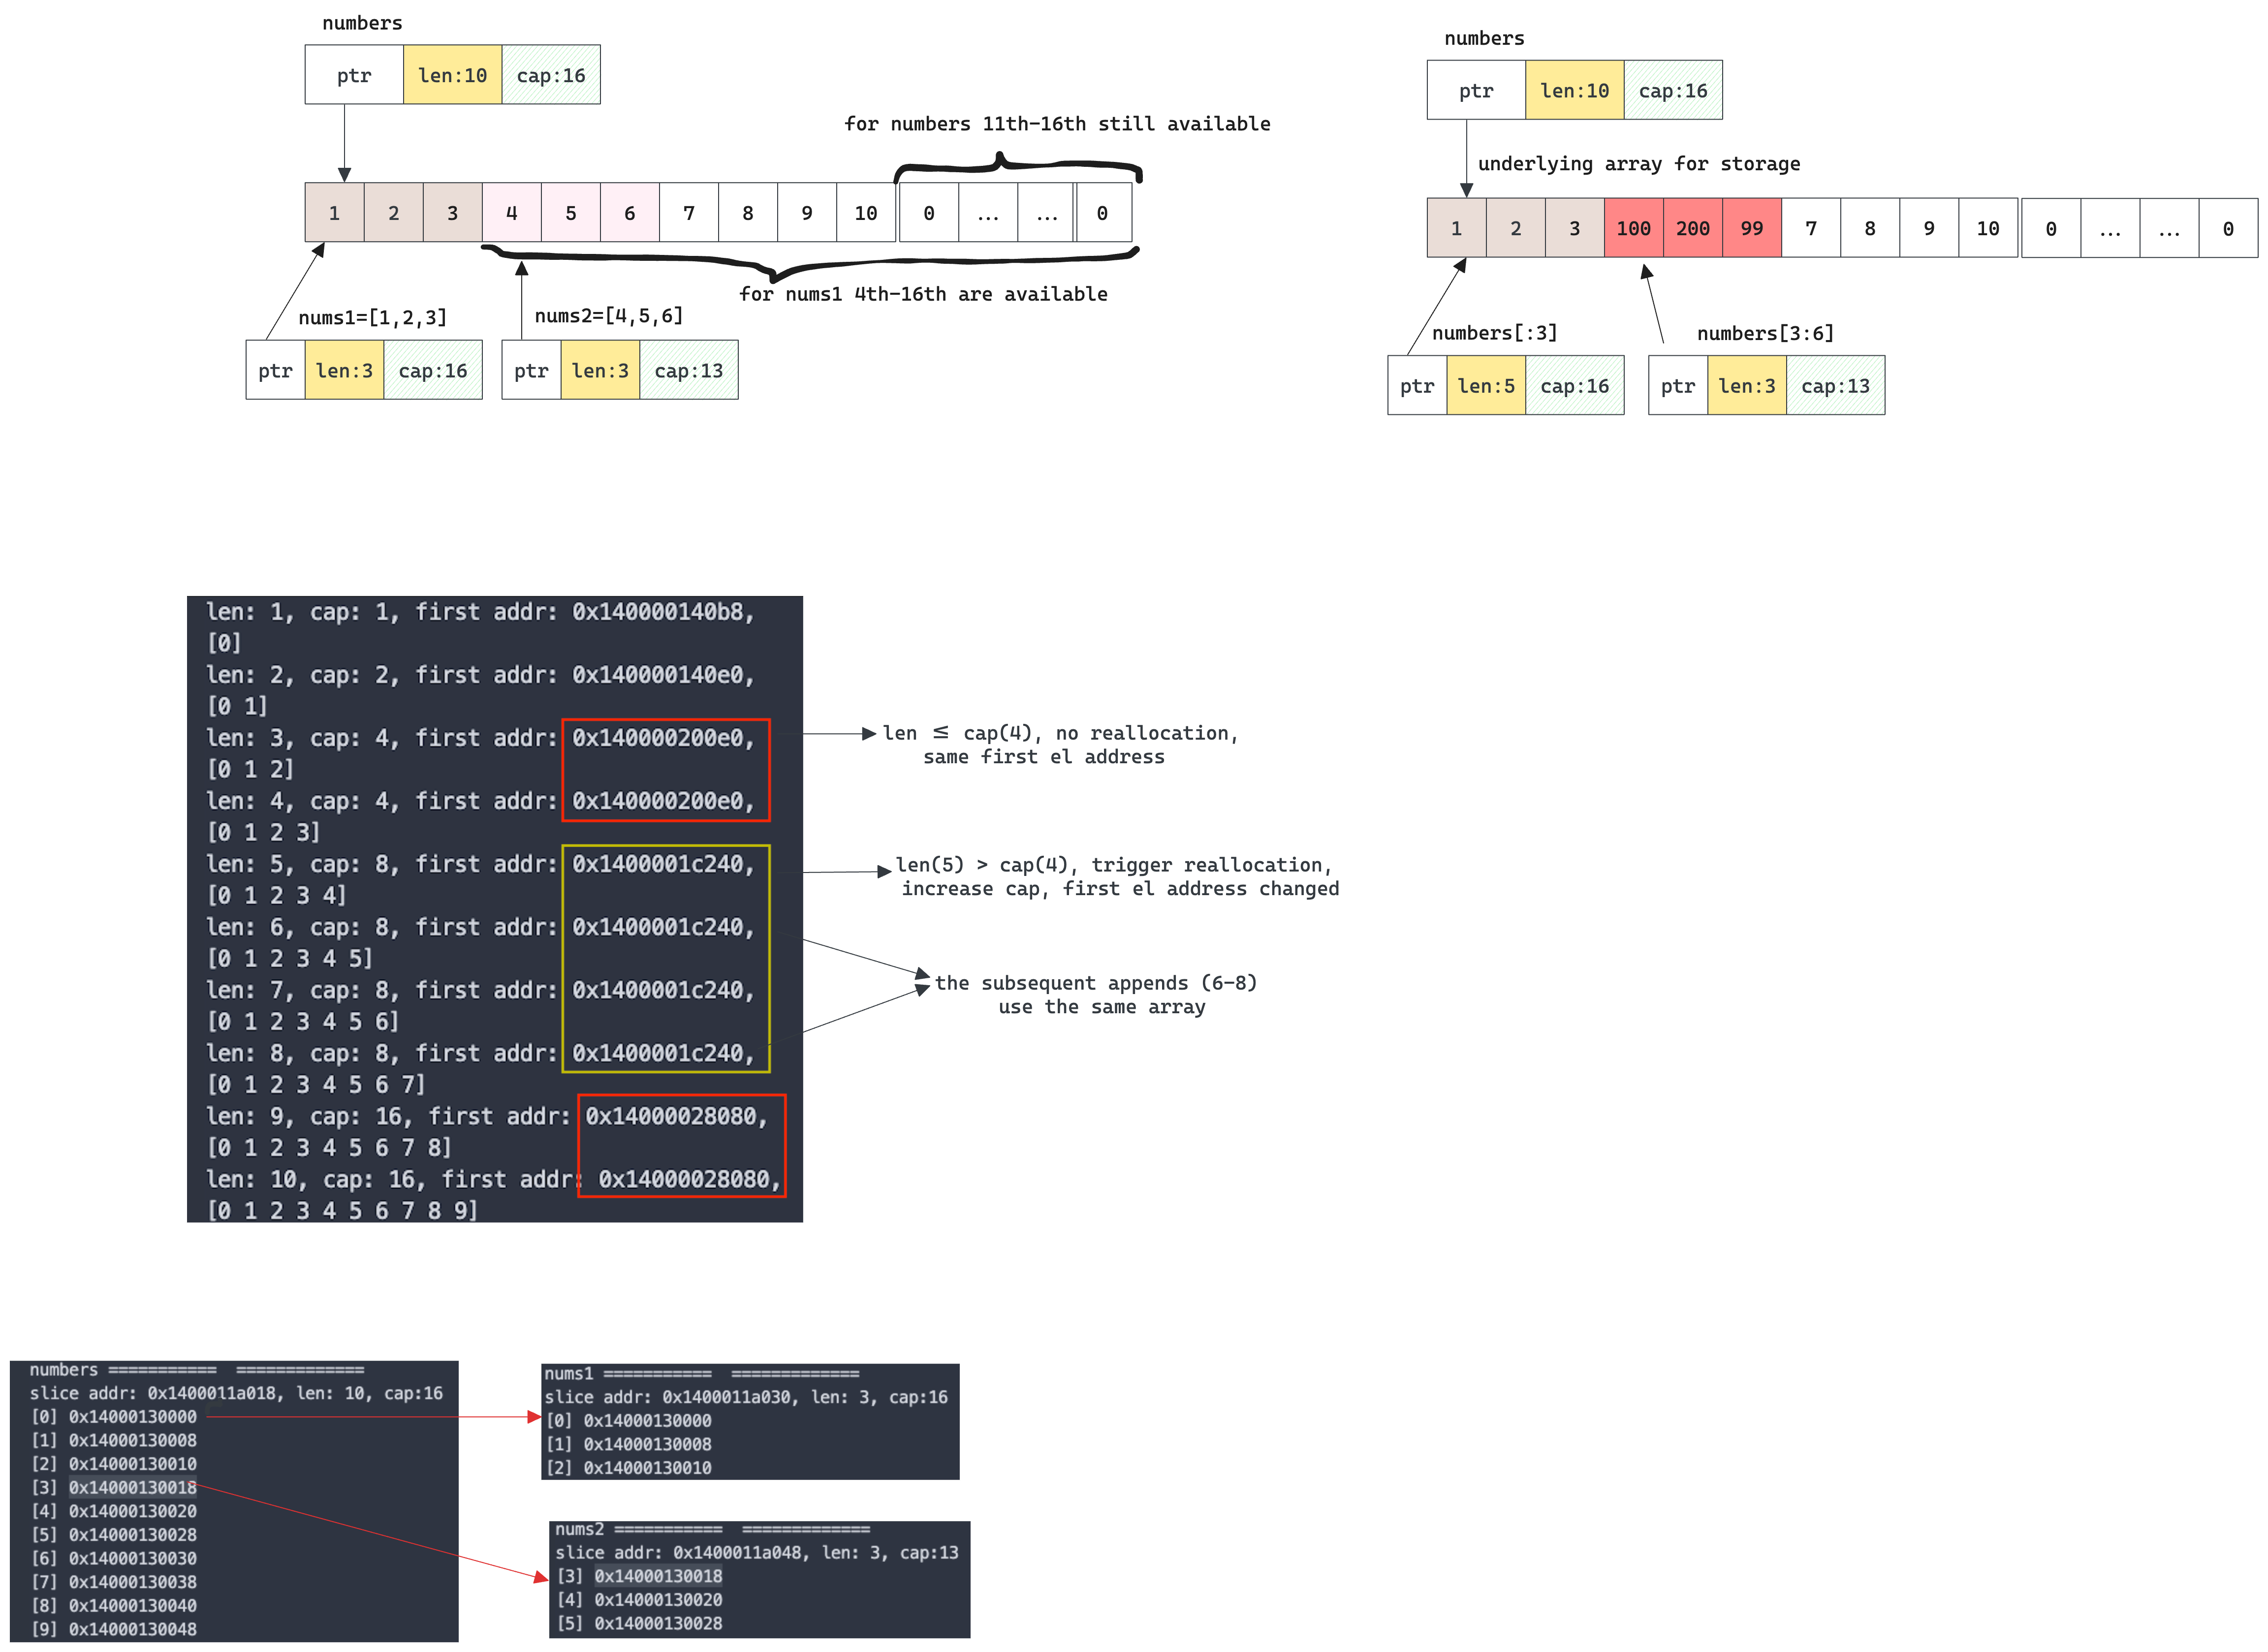 numbers
ptr len:10 cap:16
for numbers 11th-16th still available
1 2 3 4 5 6 7 8 9 10 0 ... ... 0
for nums1 4th-16th are available
nums1=[1,2,3]
ptr len:3 cap:16
nums2=[4,5,6]
ptr len:3 cap:13
numbers
ptr len:10 cap:16
underlying array for storage
1 2 3 100 200 99 7 8 9 10 0 ... ... 0
numbers[:3]
ptr len:5 cap:16
numbers[3:6]
ptr len:3 cap:13
len: 1, cap: 1, first addr: 0x140000140b8,
[0]
len: 2, cap: 2, first addr: 0x140000140e0,
[0 1]
len: 3, cap: 4, first addr: 0x140000200e0,
[0 1 2]
len: 4, cap: 4, first addr: 0x140000200e0,
[0 1 2 3]
len: 5, cap: 8, first addr: 0x1400001c240,
[0 1 2 3 4]
len: 6, cap: 8, first addr: 0x1400001c240,
[0 1 2 3 4 5]
len: 7, cap: 8, first addr: 0x1400001c240,
[0 1 2 3 4 5 6]
len: 8, cap: 8, first addr: 0x1400001c240,
[0 1 2 3 4 5 6 7]
len: 9, cap: 16, first addr: 0x14000028080,
[0 1 2 3 4 5 6 7 8]
len: 10, cap: 16, first addr: 0x14000028080,
[0 1 2 3 4 5 6 7 8 9]
len ≤ cap(4), no reallocation,
same first el address
len(5) > cap(4), trigger reallocation,
increase cap, first el address changed
the subsequent appends (6-8)
use the same array
numbers =========== =============
slice addr: 0x1400011a018, len: 10, cap:16
[0] 0x14000130000
[1] 0x14000130008
[2] 0x14000130010
[3] 0x14000130018
[4] 0x14000130020
[5] 0x14000130028
[6] 0x14000130030
[7] 0x14000130038
[8] 0x14000130040
[9] 0x14000130048
nums1 =========== =============
slice addr: 0x1400011a030, len: 3, cap:16
[0] 0x14000130000
[1] 0x14000130008
[2] 0x14000130010
nums2 =========== =============
slice addr: 0x1400011a048, len: 3, cap:13
[3] 0x14000130018
[4] 0x14000130020
[5] 0x14000130028